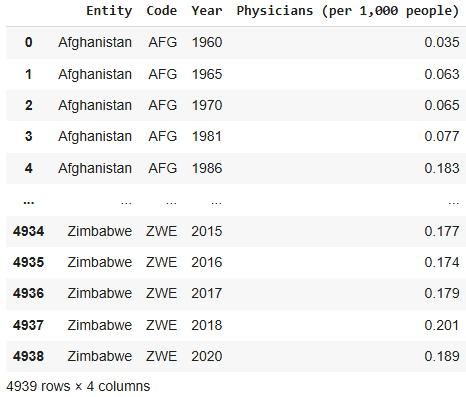 Entity Code Year Physicians (per 1,000 people)
0 Afghanistan AFG 1960 0.035
1 Afghanistan AFG 1965 0.063
2 Afghanistan AFG 1970 0.065
3 Afghanistan AFG 1981 0.077
4 Afghanistan AFG 1986 0.183
... ... ... ... ...
4934 Zimbabwe ZWE 2015 0.177
4935 Zimbabwe ZWE 2016 0.174
4936 Zimbabwe ZWE 2017 0.179
4937 Zimbabwe ZWE 2018 0.201
4938 Zimbabwe ZWE 2020 0.189
4939 rows × 4 columns